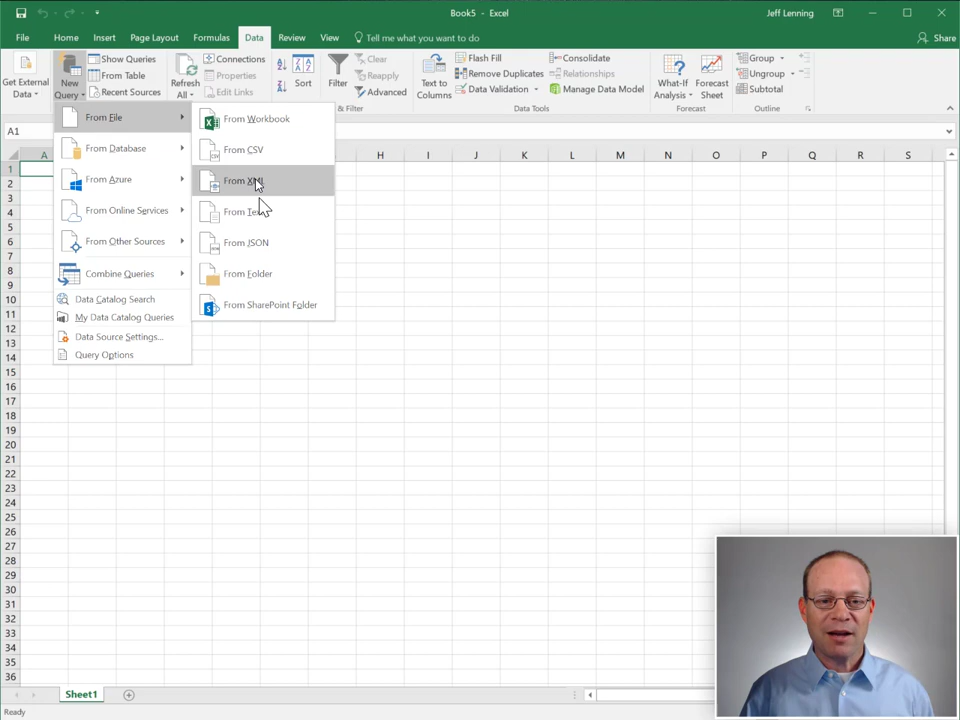 Book5 - Excel
Jeff Lenning
File
Home
Insert
Page Layout
Formulas
Data
Review
View
Tell me what you want to do
Share
Get External
Data
New
Query
Show Queries
From Table
Recent Sources
Refresh
All
Connections
Properties
Edit Links
Sort
Filter
Clear
Reapply
Advanced
& Filter
Text to
Columns
Flash Fill
Remove Duplicates
Data Validation
Consolidate
Relationships
Manage Data Model
Data Tools
What-If
Analysis
Forecast
Sheet
Forecast
Group
Ungroup
Subtotal
Outline
A1
From File
From Database
From Azure
From Online Services
From Other Sources
Combine Queries
Data Catalog Search
My Data Catalog Queries
Data Source Settings...
Query Options
From Workbook
From CSV
From XML
From Text
From JSON
From Folder
From SharePoint Folder
A H I J K L M N O P Q R S
1
2
3
4
5
6
7
8
9
10
11
12
13
14
15
16
17
18
19
20
21
22
23
24
25
26
27
28
29
30
31
32
33
34
35
36
Sheet1
Ready